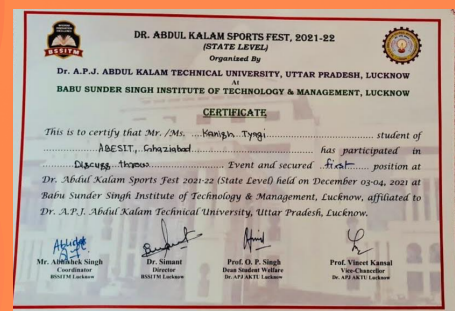 BSSITM
DR. ABDUL KALAM SPORTS FEST, 2021-22
(STATE LEVEL)
Organized By
Dr. A.P.J. ABDUL KALAM TECHNICAL UNIVERSITY, UTTAR PRADESH, LUCKNOW
At
BABU SUNDER SINGH INSTITUTE OF TECHNOLOGY & MANAGEMENT, LUCKNOW
CERTIFICATE
This is to certify that Mr. /Ms. ....Kanish Tyagi.... student of
ABESIT, Ghaziabad has participated in
Discuss throw Event and secured first position at
Dr. Abdul Kalam Sports Fest 2021-22 (State Level) held on December 03-04, 2021 at
Babu Sunder Singh Institute of Technology & Management, Lucknow, affiliated to
Dr. A.P.J. Abdul Kalam Technical University, Uttar Pradesh, Lucknow.
Mr. Abhishek Singh
Coordinator
BSSITM Lucknow
Dr. Simant
Director
BSSITM Lucknow
Prof. O. P. Singh
Dean Student Welfare
Dr. APJ AKTU Lucknow
Prof. Vineet Kansal
Vice-Chancellor
Dr. APJ AKTU Lucknow